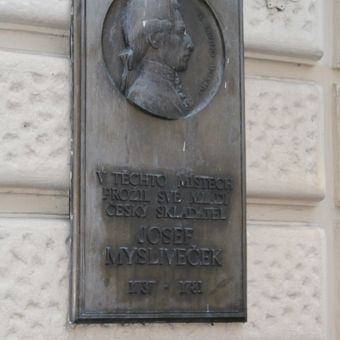 V TĚCHTO MÍSTECH
PROŽIL SVÉ MLÁDÍ
ČESKÝ SKLADATEL
JOSEF
MYSLIVEČEK
1737 - 1781